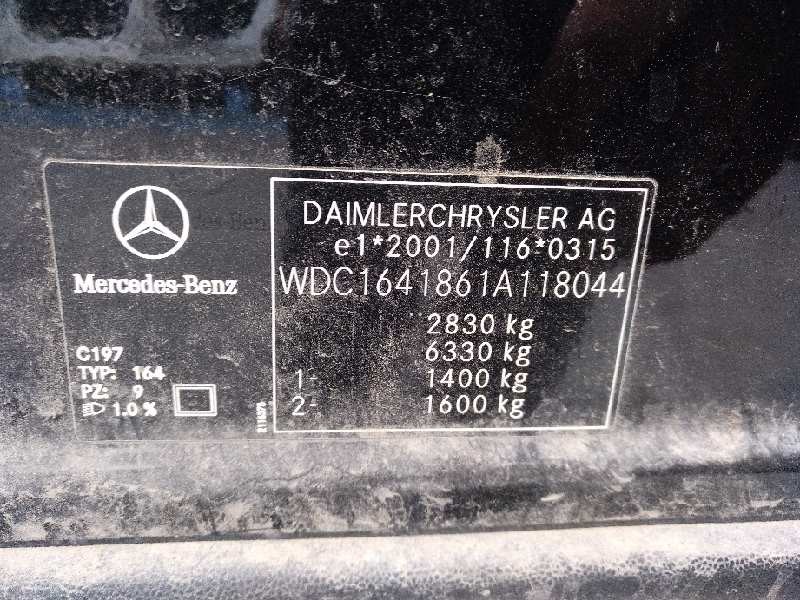 DAIMLERCHRYSLER AG
e1*2001/116*0315
WDC1641861A118044
2830 kg
6330 kg
1- 1400 kg
2- 1600 kg
Mercedes-Benz
C197
TYP: 164
PZ: 9
1.0 %